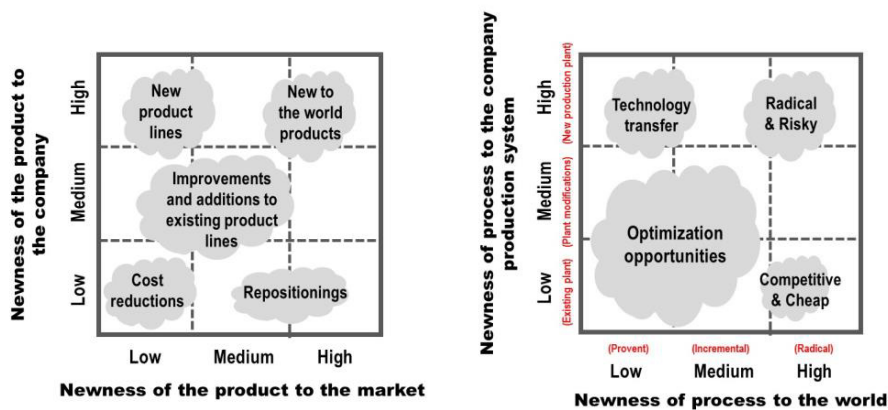 Newness of the product to
the company
High
Medium
Low
New
product
lines
New to
the world
products
Improvements
and additions to
existing product
lines
Cost
reductions
Repositionings
Low
Medium
High
Newness of the product to the market
Newness of process to the company
production system
High
(New production plant)
Medium
(Plant modifications)
Low
(Existing plant)
Technology
transfer
Radical
& Risky
Optimization
opportunities
Competitive
& Cheap
(Provent)
(Incremental)
(Radical)
Low
Medium
High
Newness of process to the world